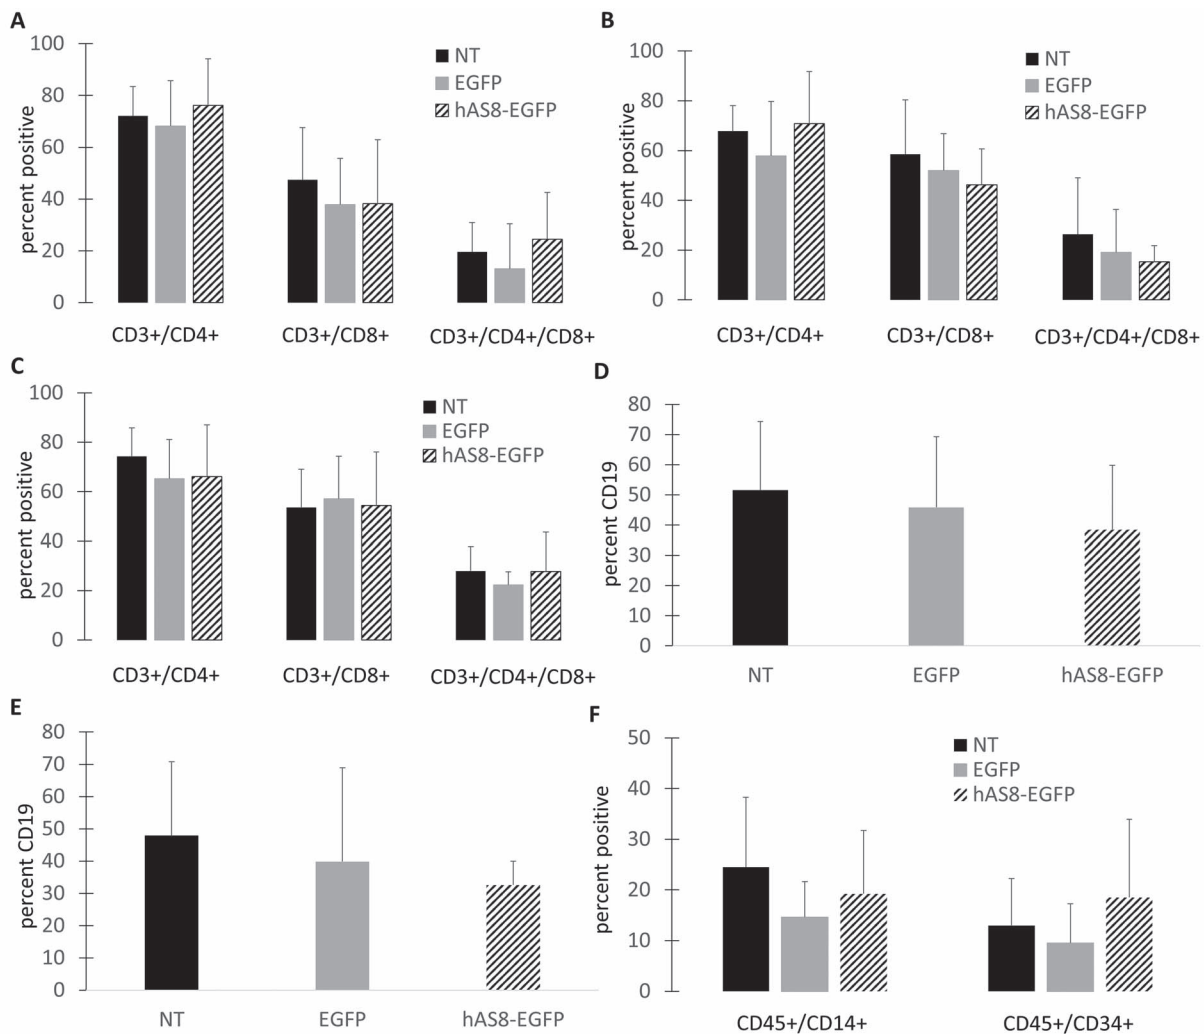 A
percent positive
100
80
60
40
20
0
NT
EGFP
hAS8-EGFP
CD3+/CD4+
CD3+/CD8+
CD3+/CD4+/CD8+
B
percent positive
100
80
60
40
20
0
NT
EGFP
hAS8-EGFP
CD3+/CD4+
CD3+/CD8+
CD3+/CD4+/CD8+
C
percent positive
100
80
60
40
20
0
NT
EGFP
hAS8-EGFP
CD3+/CD4+
CD3+/CD8+
CD3+/CD4+/CD8+
D
percent CD19
80
70
60
50
40
30
20
10
0
NT
EGFP
hAS8-EGFP
E
percent CD19
80
70
60
50
40
30
20
10
0
NT
EGFP
hAS8-EGFP
F
percent positive
50
40
30
20
10
0
NT
EGFP
hAS8-EGFP
CD45+/CD14+
CD45+/CD34+